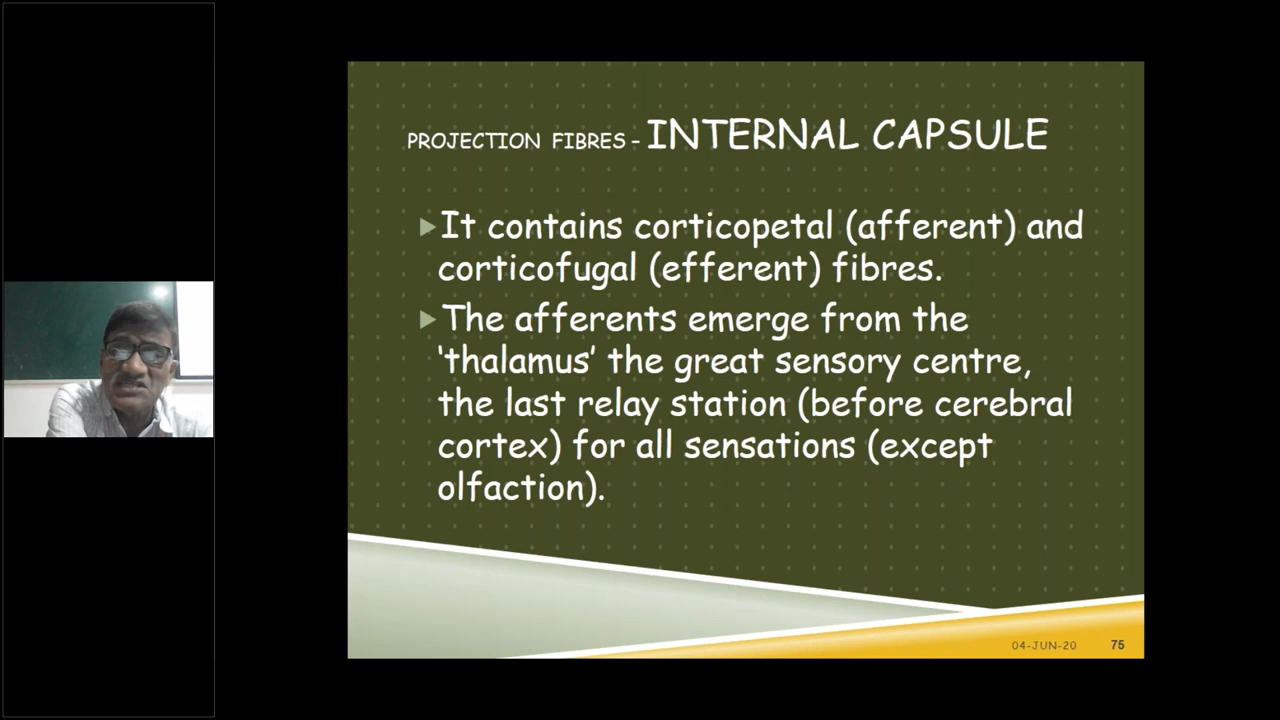 PROJECTION FIBRES - INTERNAL CAPSULE
It contains corticopetal (afferent) and
corticofugal (efferent) fibres.
The afferents emerge from the
‘thalamus’ the great sensory centre,
the last relay station (before cerebral
cortex) for all sensations (except
olfaction).
04-JUN-20 75